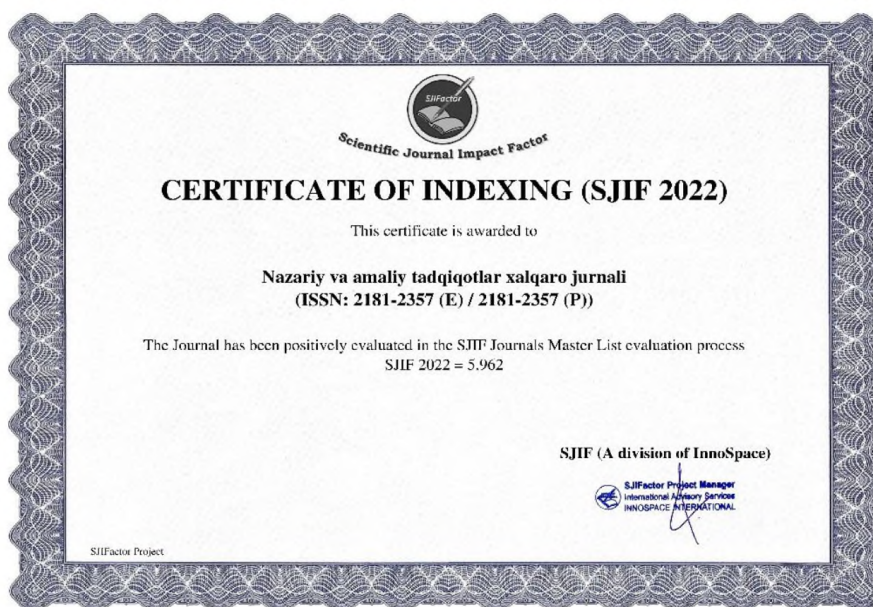 SJIFactor
Scientific Journal Impact Factor
CERTIFICATE OF INDEXING (SJIF 2022)
This certificate is awarded to
Nazariy va amaliy tadqiqotlar xalqaro jurnali
(ISSN: 2181-2357 (E) / 2181-2357 (P))
The Journal has been positively evaluated in the SJIF Journals Master List evaluation process
SJIF 2022 = 5.962
SJIF (A division of InnoSpace)
SJIFactor Project Manager
International Advisory Services
INNOSPACE INTERNATIONAL
SJIFactor Project